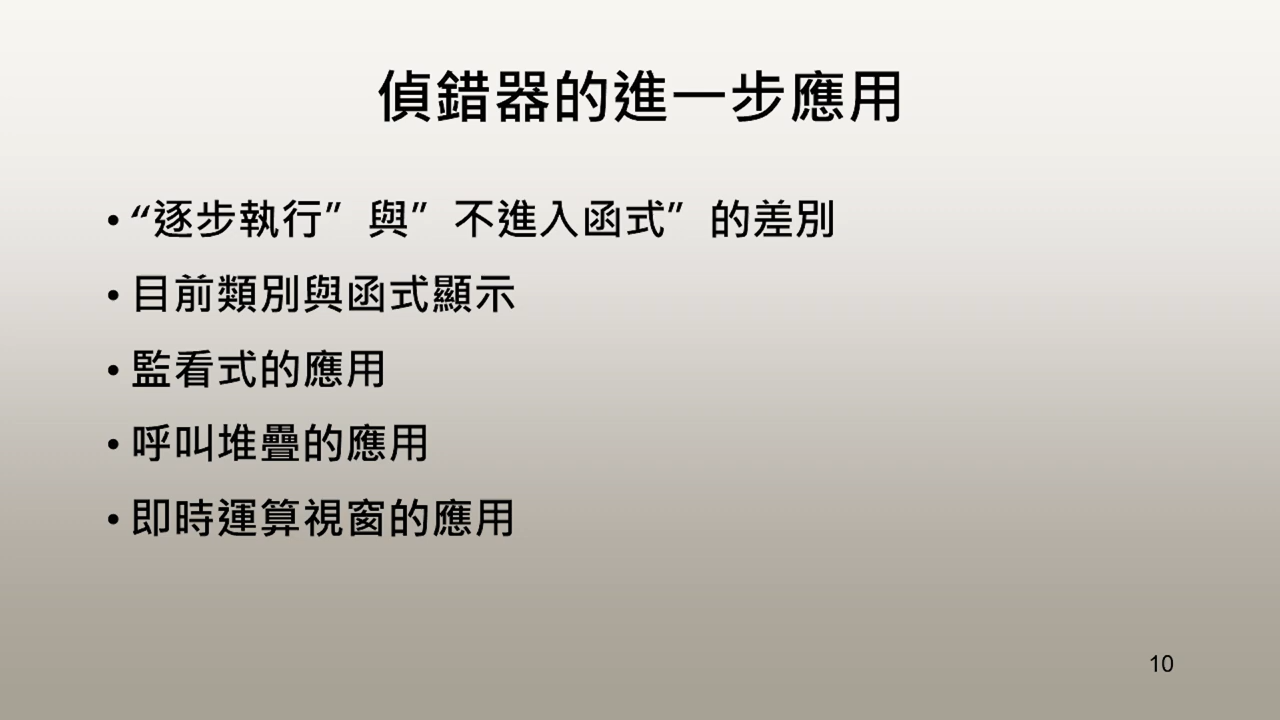 偵錯器的進一步應用
• “逐步執行”與”不進入函式”的差別
• 目前類別與函式顯示
• 監看式的應用
• 呼叫堆疊的應用
• 即時運算視窗的應用
10